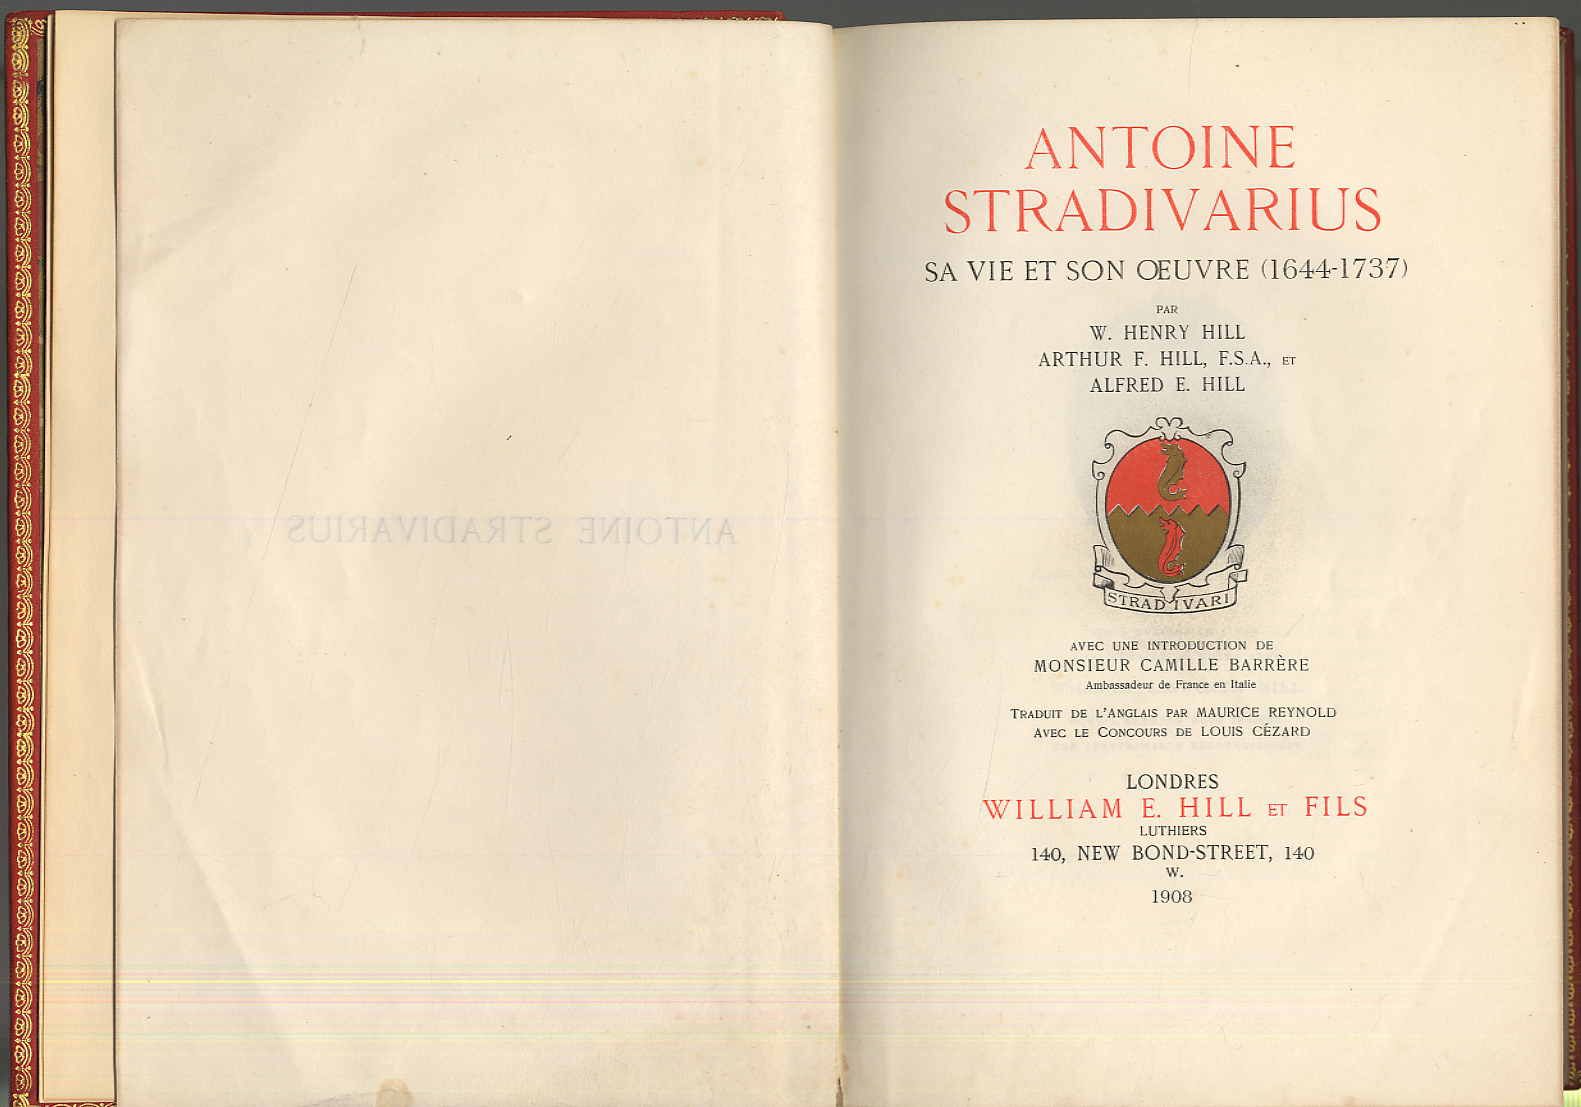 ANTOINE STRADIVARIUS
ANTOINE
STRADIVARIUS
SA VIE ET SON ŒUVRE (1644-1737)
PAR
W. HENRY HILL
ARTHUR F. HILL, F.S.A., ET
ALFRED E. HILL
STRADIVARI
AVEC UNE INTRODUCTION DE
MONSIEUR CAMILLE BARRÈRE
Ambassadeur de France en Italie
TRADUIT DE L'ANGLAIS PAR MAURICE REYNOLD
AVEC LE CONCOURS DE LOUIS CÉZARD
LONDRES
WILLIAM E. HILL ET FILS
LUTHIERS
140, NEW BOND-STREET, 140
W.
1908